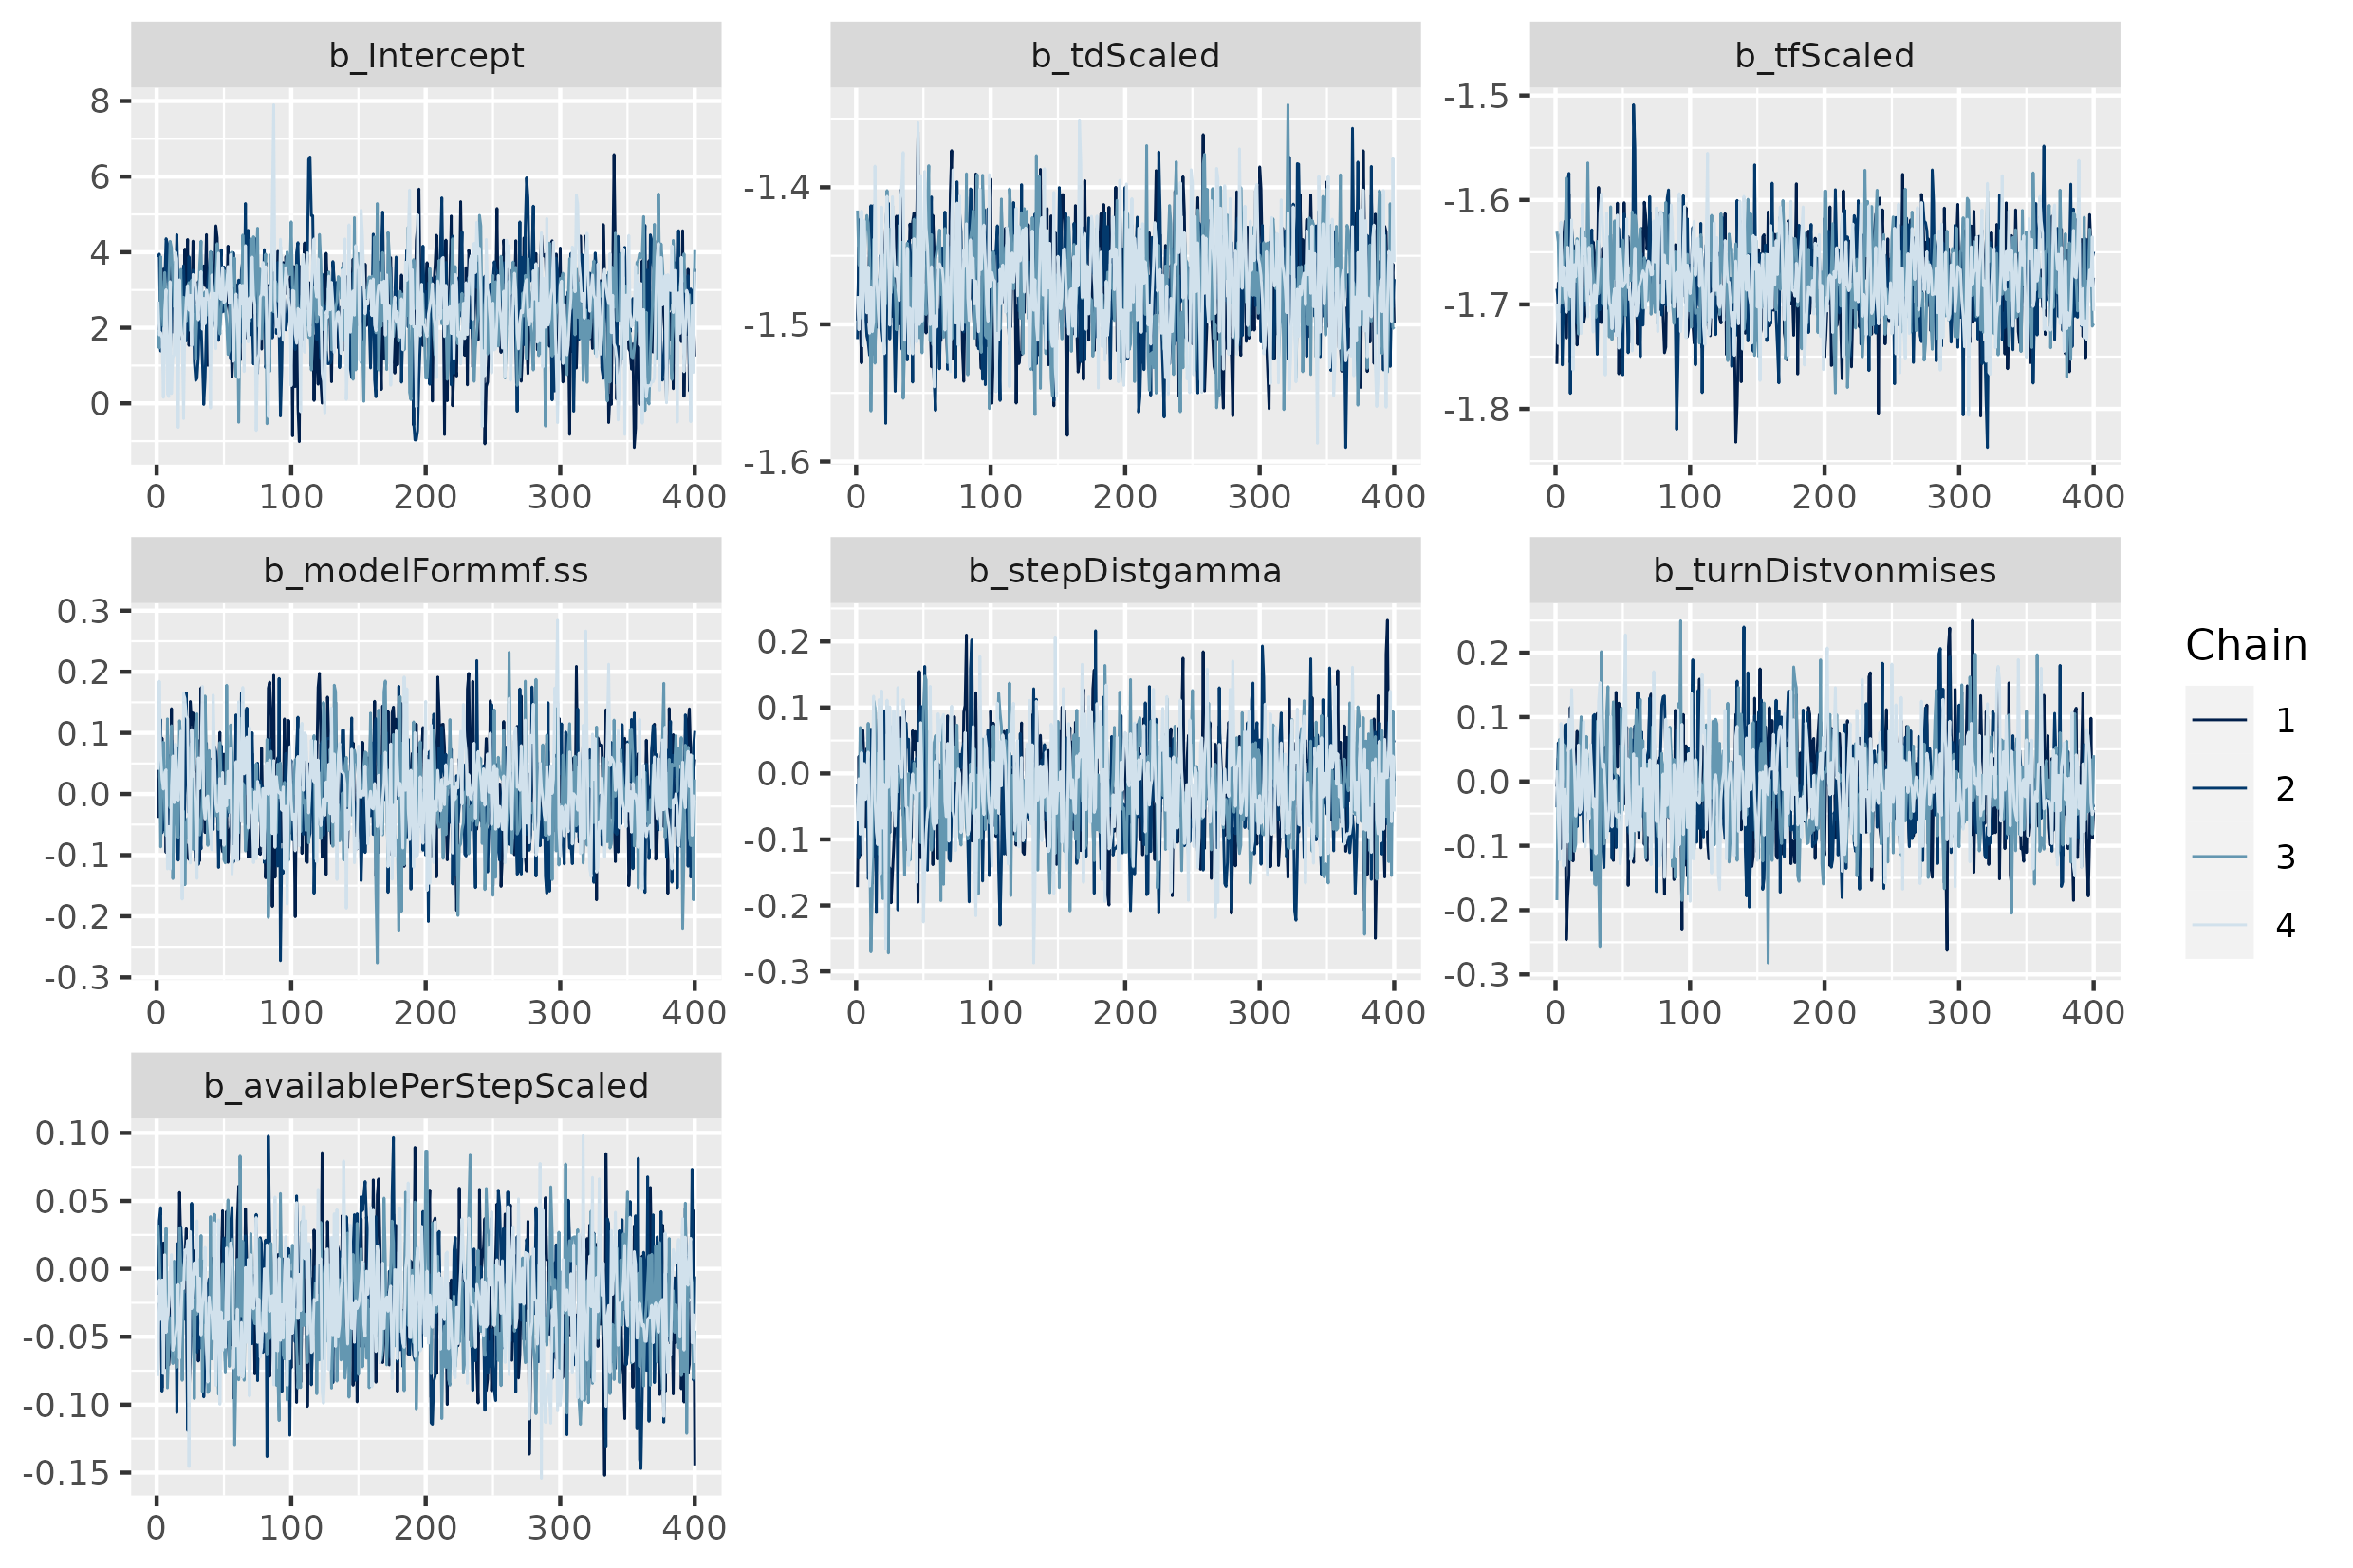 b_Intercept
b_tdScaled
b_tfScaled
8
6
4
2
0
-1.4
-1.5
-1.6
-1.5
-1.6
-1.7
-1.8
0 100 200 300 400
0 100 200 300 400
0 100 200 300 400
b_modelFormmf.ss
b_stepDistgamma
b_turnDistvonmises
0.3
0.2
0.1
0.0
-0.1
-0.2
-0.3
0.2
0.1
0.0
-0.1
-0.2
-0.3
0.2
0.1
0.0
-0.1
-0.2
-0.3
0 100 200 300 400
0 100 200 300 400
0 100 200 300 400
Chain
1
2
3
4
b_availablePerStepScaled
0.10
0.05
0.00
-0.05
-0.10
-0.15
0 100 200 300 400